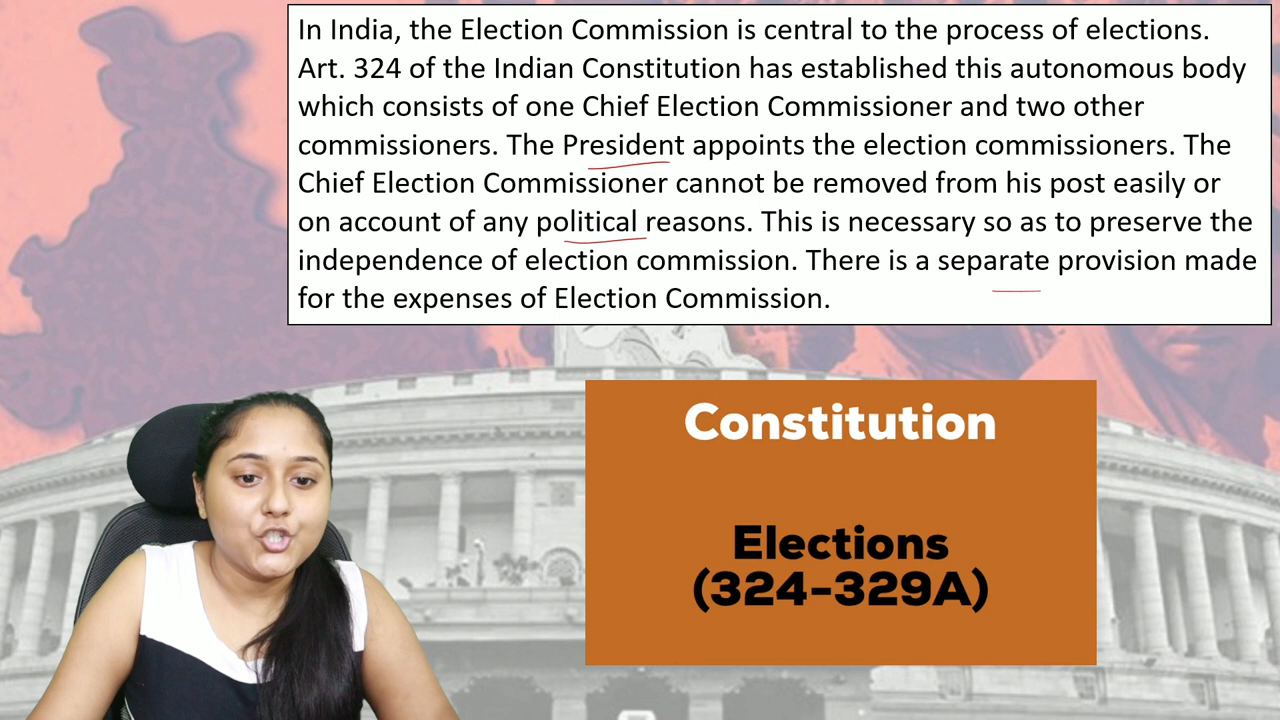 In India, the Election Commission is central to the process of elections.
Art. 324 of the Indian Constitution has established this autonomous body
which consists of one Chief Election Commissioner and two other
commissioners. The President appoints the election commissioners. The
Chief Election Commissioner cannot be removed from his post easily or
on account of any political reasons. This is necessary so as to preserve the
independence of election commission. There is a separate provision made
for the expenses of Election Commission.
Constitution
Elections
(324-329A)